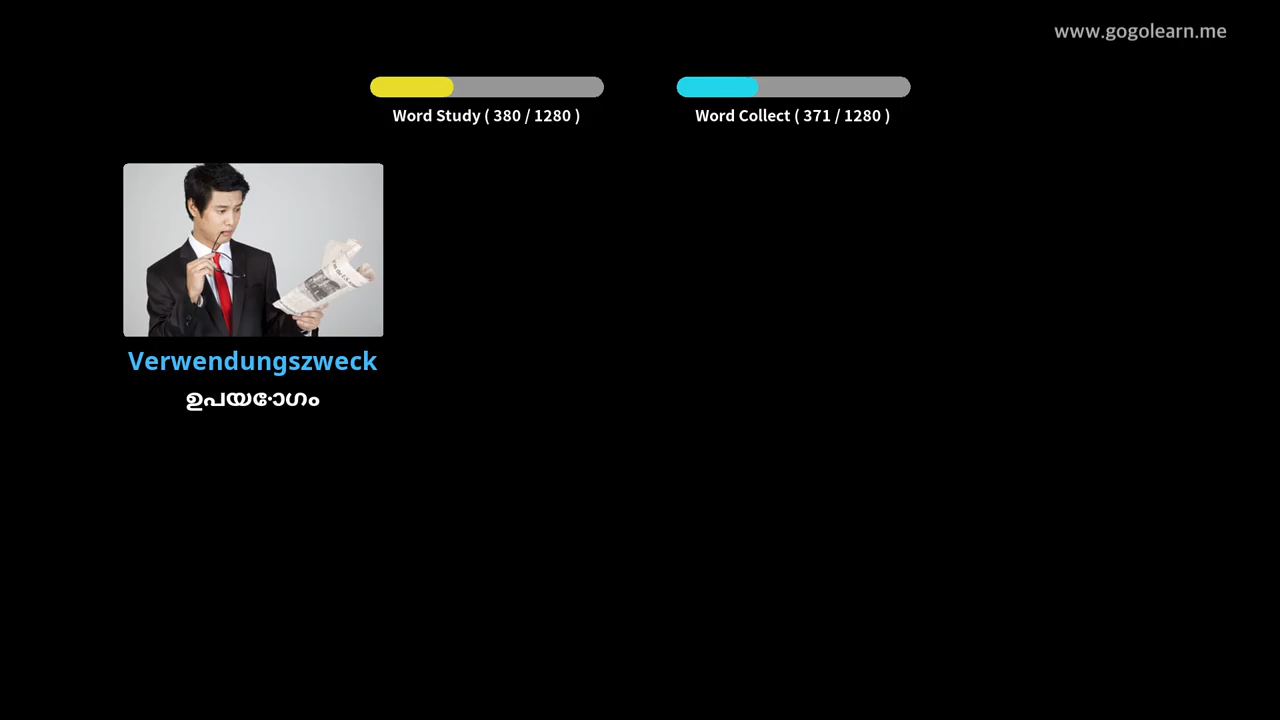 www.gogolearn.me
Word Study ( 380 / 1280 )
Word Collect ( 371 / 1280 )
Verwendungszweck
ഉപയോഗം